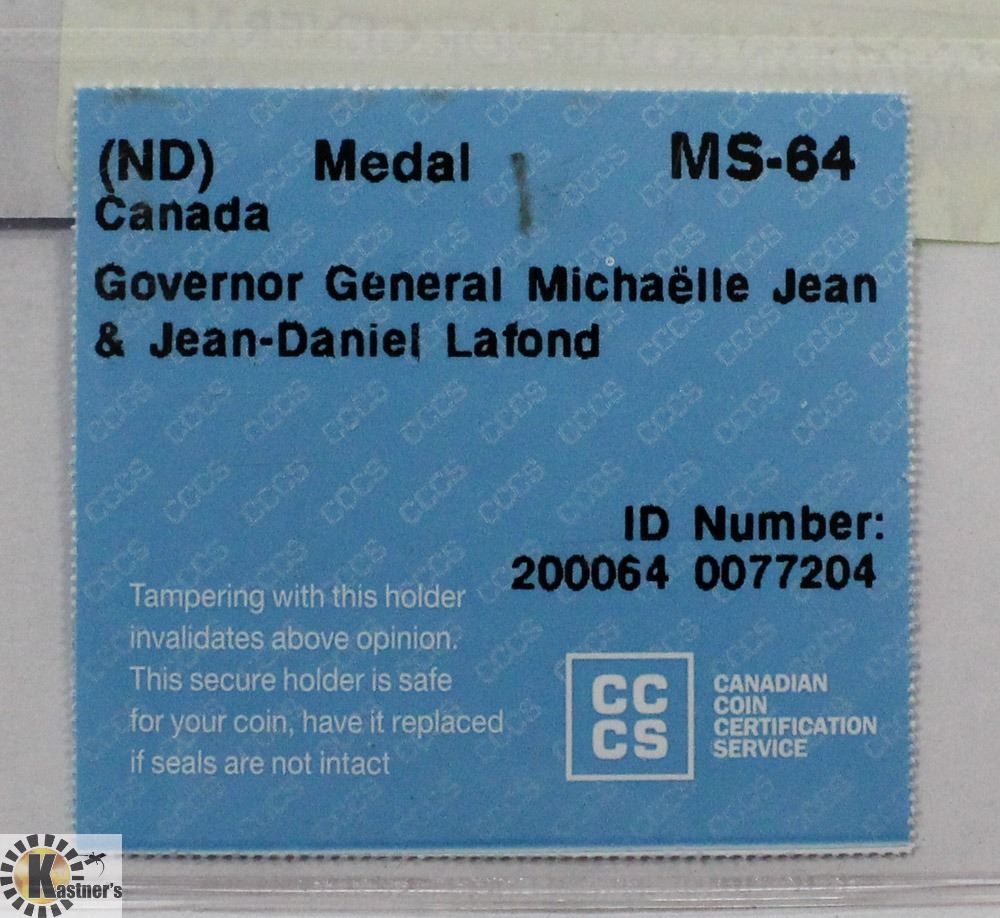 (ND) Medal MS-64
Canada
Governor General Michaëlle Jean
& Jean-Daniel Lafond
ID Number:
200064 0077204
Tampering with this holder
invalidates above opinion.
This secure holder is safe
for your coin, have it replaced
if seals are not intact
CC
CS
CANADIAN
COIN
CERTIFICATION
SERVICE
Kastner's